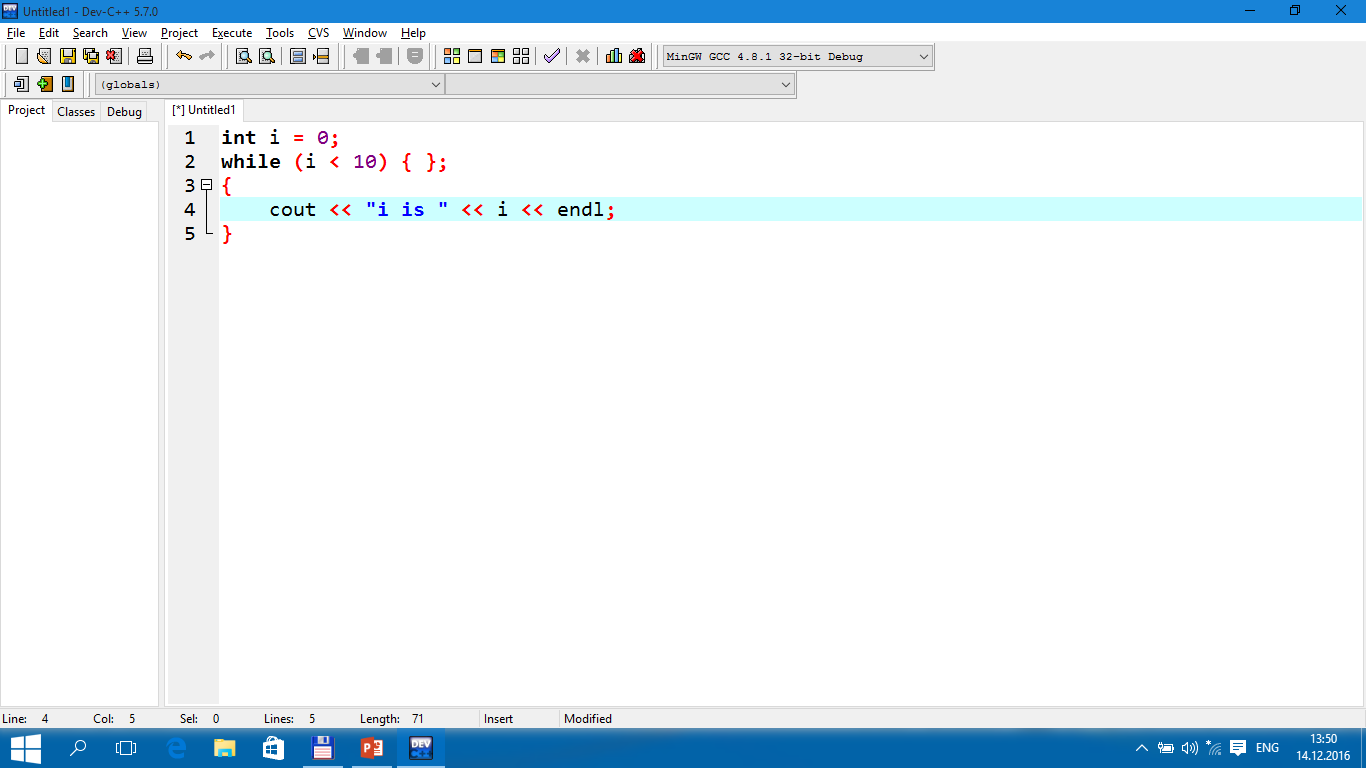 Untitled1 - Dev-C++ 5.7.0
File Edit Search View Project Execute Tools CVS Window Help
MinGW GCC 4.8.1 32-bit Debug
(globals)
Project Classes Debug
[*] Untitled1
1 int i = 0;
2 while (i < 10) { };
3 {
4 cout << "i is " << i << endl;
5 }
Line: 4 Col: 5 Sel: 0 Lines: 5 Length: 71 Insert Modified
DEV C++
ENG
13:50
14.12.2016